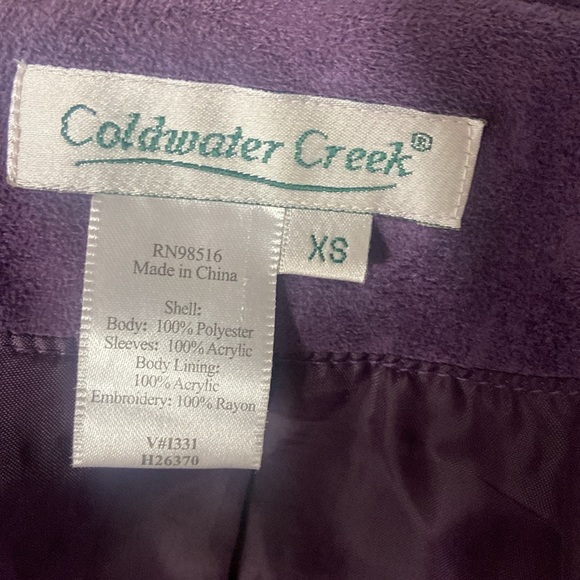 Coldwater Creek®
XS
RN98516
Made in China
Shell:
Body: 100% Polyester
Sleeves: 100% Acrylic
Body Lining:
100% Acrylic
Embroidery: 100% Rayon
V#I331
H26370